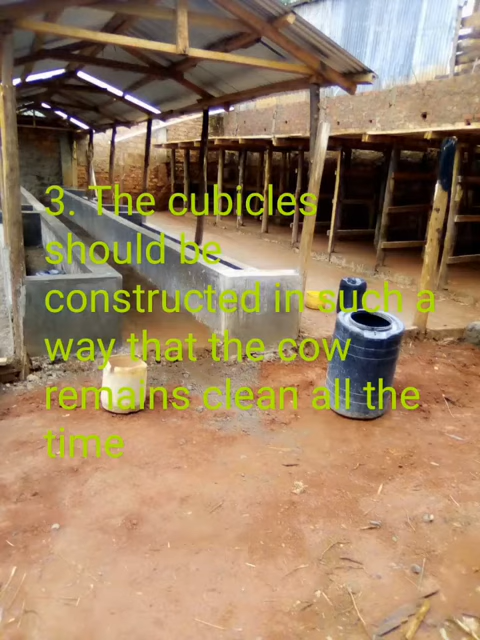 3. The cubicles
should be
constructed in such a
way that the cow
remains clean all the
time